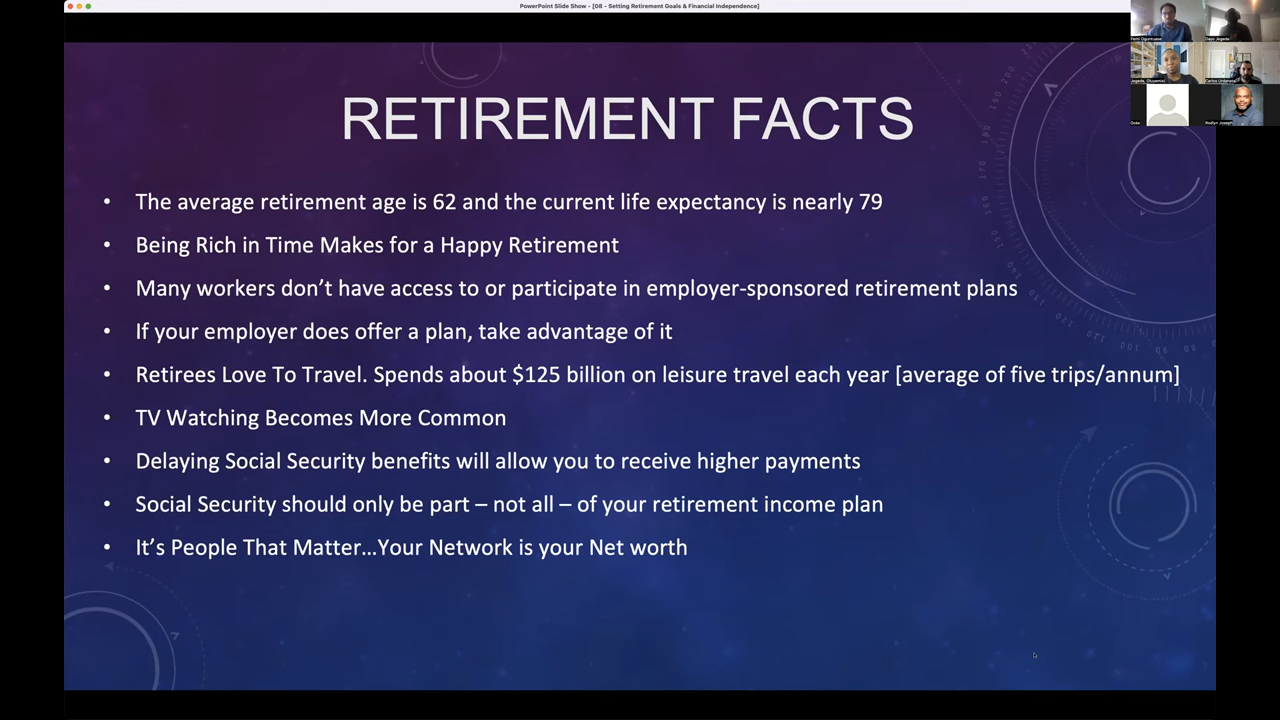 PowerPoint Slide Show - [08 - Setting Retirement Goals & Financial Independence]
RETIREMENT FACTS
• The average retirement age is 62 and the current life expectancy is nearly 79
• Being Rich in Time Makes for a Happy Retirement
• Many workers don’t have access to or participate in employer-sponsored retirement plans
• If your employer does offer a plan, take advantage of it
• Retirees Love To Travel. Spends about $125 billion on leisure travel each year [average of five trips/annum]
• TV Watching Becomes More Common
• Delaying Social Security benefits will allow you to receive higher payments
• Social Security should only be part – not all – of your retirement income plan
• It’s People That Matter…Your Network is your Net worth